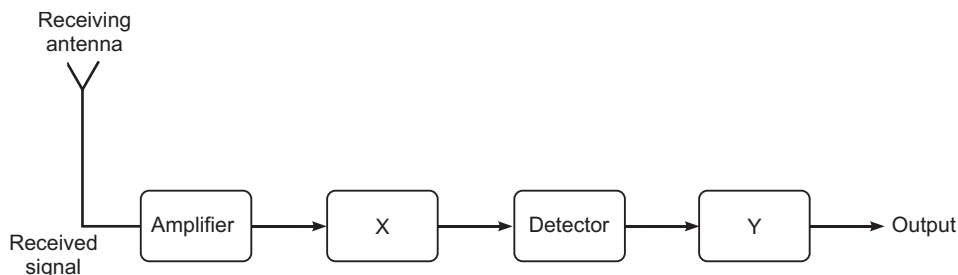 Receiving
antenna
Received
signal
Amplifier
X
Detector
Y
Output